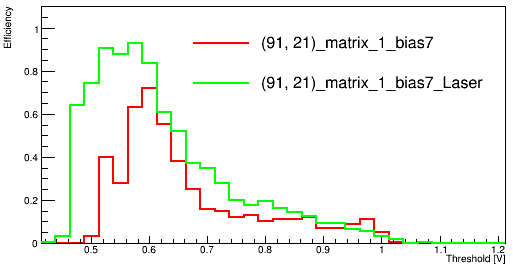 Efficiency
1
0.8
0.6
0.4
0.2
0
(91, 21)_matrix_1_bias7
(91, 21)_matrix_1_bias7_Laser
0.5 0.6 0.7 0.8 0.9 1 1.1 1.2
Threshold [V]